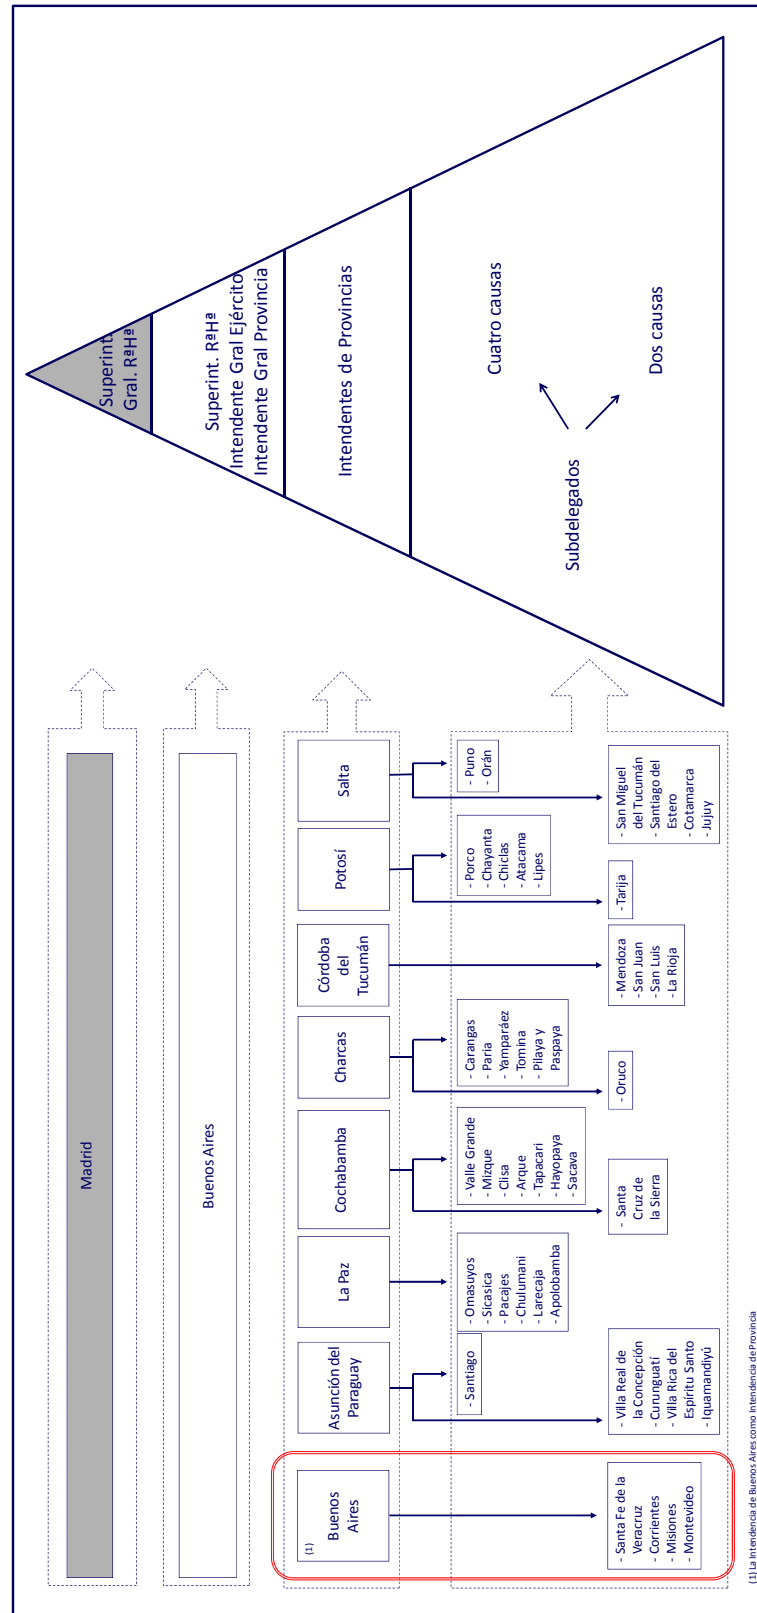 Madrid
Superint.
Gral. RªHª
Buenos Aires
Superint. RªHª
Intendente Gral Ejército
Intendente Gral Provincia
(1)
Buenos
Aires
Asunción del
Paraguay
La Paz
Cochabamba
Charcas
Córdoba
del
Tucumán
Potosí
Salta
Intendentes de Provincias
- Santiago
- Omasuyos
- Sicasica
- Pacajes
- Chulumani
- Larecaja
- Apolobamba
- Valle Grande
- Mizque
- Clisa
- Arque
- Tapacari
- Hayopaya
- Sacava
- Carangas
- Paria
- Yamparáez
- Tomina
- Pilaya y
Paspaya
- Porco
- Chayanta
- Chiclas
- Atacama
- Lipes
- Puno
- Orán
Subdelegados
Cuatro causas
Dos causas
- Santa Fe de la
Veracruz
- Corrientes
- Misiones
- Montevideo
- Villa Real de
la Concepción
- Curunguatí
- Villa Rica del
Espíritu Santo
- Iquamandiyú
- Santa
Cruz de
la Sierra
- Oruco
- Mendoza
- San Juan
- San Luis
- La Rioja
- Tarija
- San Miguel
del Tucumán
- Santiago del
Estero
- Cotamarca
- Jujuy
(1) La Intendencia de Buenos Aires como Intendencia de Provincia